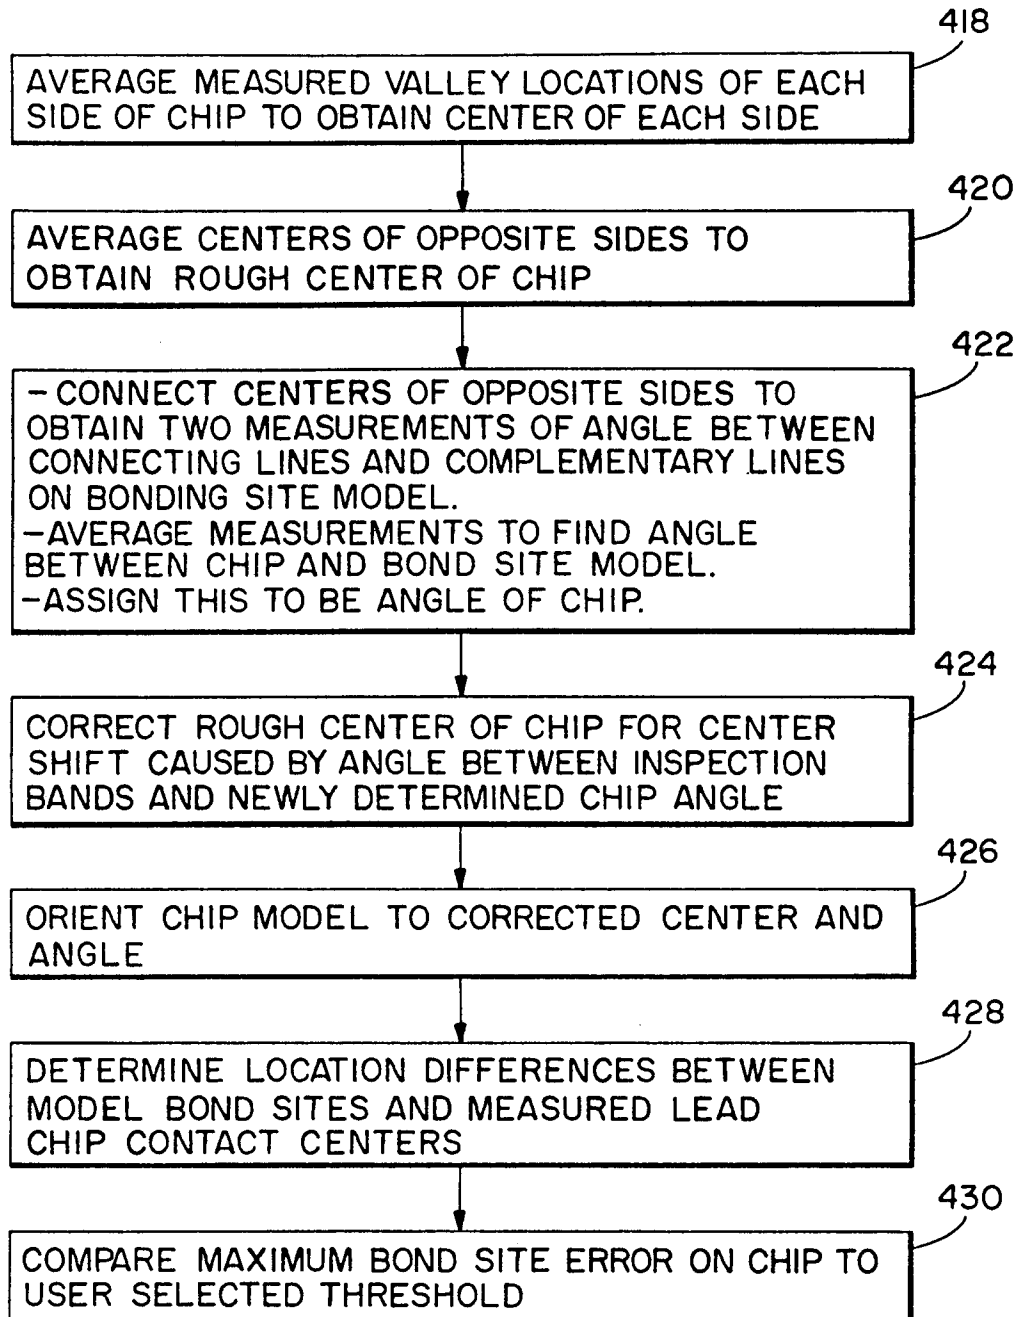 418
AVERAGE MEASURED VALLEY LOCATIONS OF EACH
SIDE OF CHIP TO OBTAIN CENTER OF EACH SIDE
420
AVERAGE CENTERS OF OPPOSITE SIDES TO
OBTAIN ROUGH CENTER OF CHIP
422
– CONNECT CENTERS OF OPPOSITE SIDES TO
OBTAIN TWO MEASUREMENTS OF ANGLE BETWEEN
CONNECTING LINES AND COMPLEMENTARY LINES
ON BONDING SITE MODEL.
–AVERAGE MEASUREMENTS TO FIND ANGLE
BETWEEN CHIP AND BOND SITE MODEL.
–ASSIGN THIS TO BE ANGLE OF CHIP.
424
CORRECT ROUGH CENTER OF CHIP FOR CENTER
SHIFT CAUSED BY ANGLE BETWEEN INSPECTION
BANDS AND NEWLY DETERMINED CHIP ANGLE
426
ORIENT CHIP MODEL TO CORRECTED CENTER AND
ANGLE
428
DETERMINE LOCATION DIFFERENCES BETWEEN
MODEL BOND SITES AND MEASURED LEAD
CHIP CONTACT CENTERS
430
COMPARE MAXIMUM BOND SITE ERROR ON CHIP TO
USER SELECTED THRESHOLD